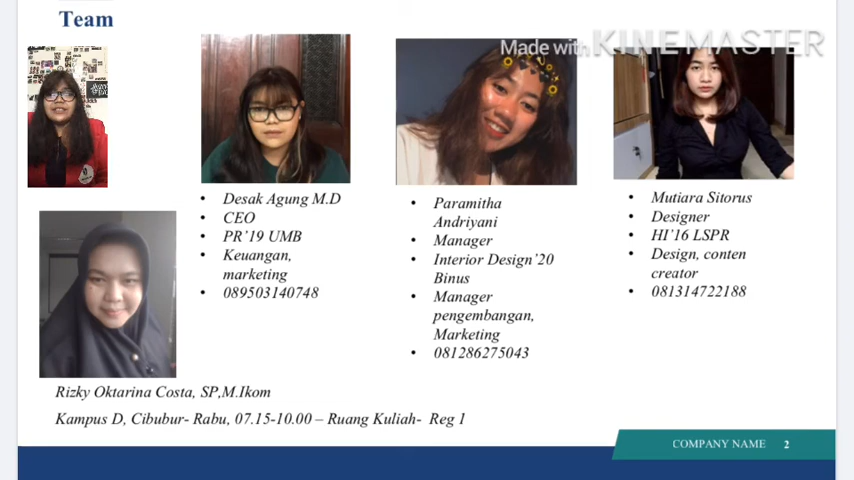 Team
Made with KINEMASTER
• Desak Agung M.D
• CEO
• PR'19 UMB
• Keuangan,
marketing
• 089503140748
• Paramitha
Andriyani
• Manager
• Interior Design'20
Binus
• Manager
pengembangan,
Marketing
• 081286275043
• Mutiara Sitorus
• Designer
• HI'16 LSPR
• Design, conten
creator
• 081314722188
Rizky Oktarina Costa, SP,M.Ikom
Kampus D, Cibubur- Rabu, 07.15-10.00 – Ruang Kuliah- Reg 1
COMPANY NAME 2